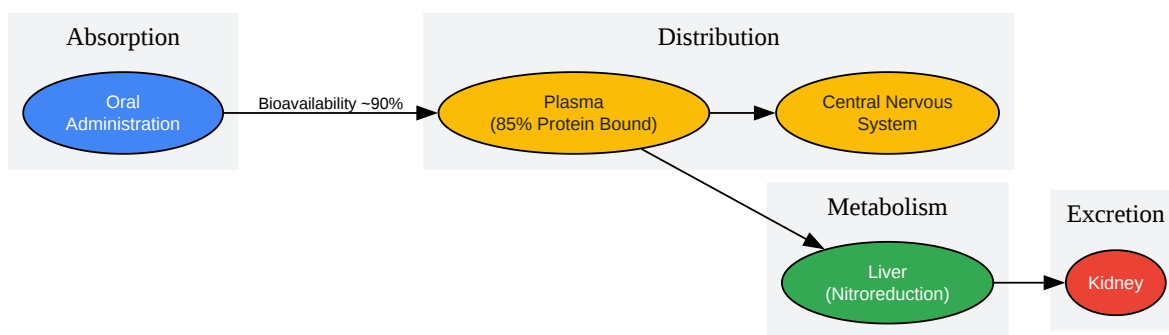 Absorption
Oral
Administration
Bioavailability ~90%
Distribution
Plasma
(85% Protein Bound)
Central Nervous
System
Metabolism
Liver
(Nitroreduction)
Excretion
Kidney